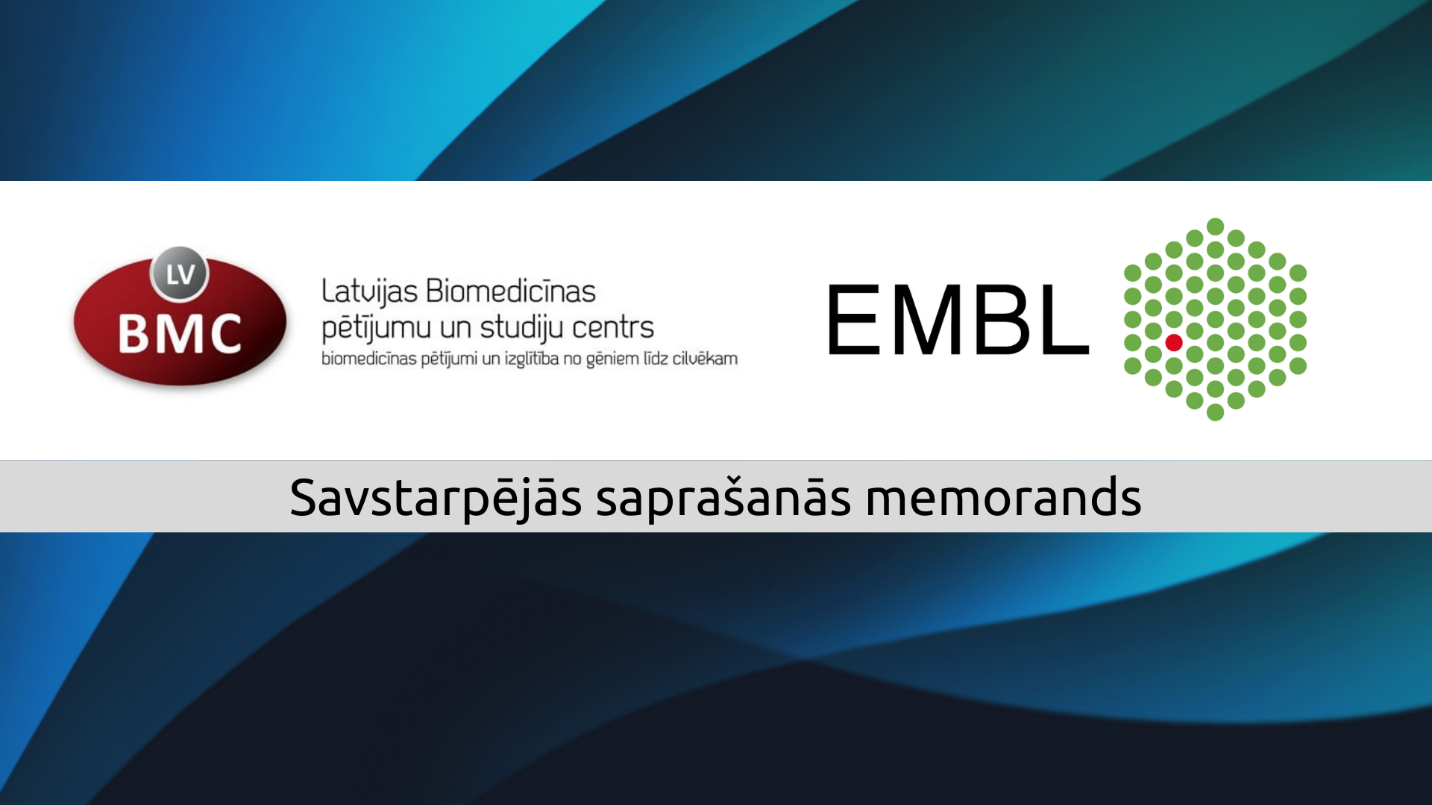 LV
BMC
Latvijas Biomedicīnas
pētījumu un studiju centrs
biomedicīnas pētījumi un izglītība no gēniem līdz cilvēkam
EMBL
Savstarpējās saprašanās memorands